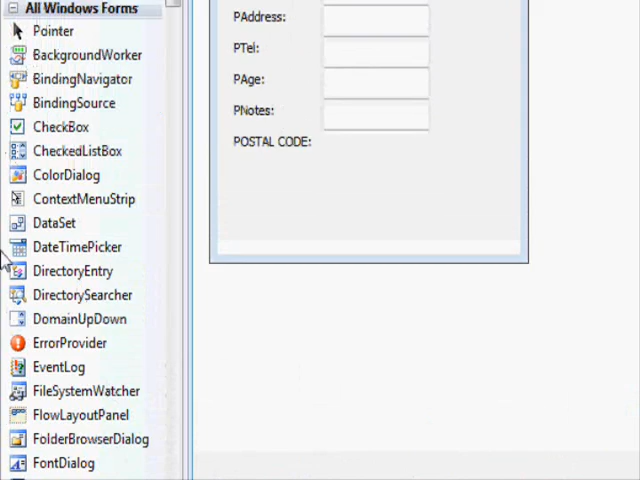 All Windows Forms
Pointer
BackgroundWorker
BindingNavigator
BindingSource
CheckBox
CheckedListBox
ColorDialog
ContextMenuStrip
DataSet
DateTimePicker
DirectoryEntry
DirectorySearcher
DomainUpDown
ErrorProvider
EventLog
FileSystemWatcher
FlowLayoutPanel
FolderBrowserDialog
FontDialog
PAddress:
PTel:
PAge:
PNotes:
POSTAL CODE: